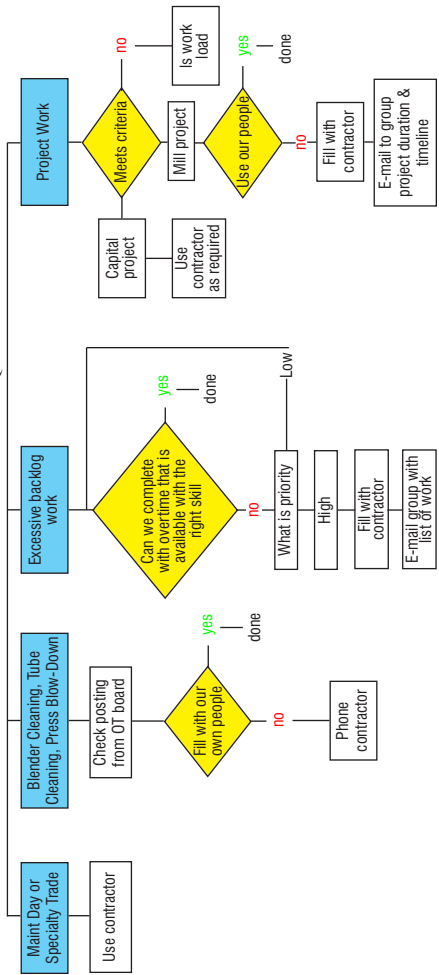 Maint Day or
Specialty Trade
Use contractor
Blender Cleaning, Tube
Cleaning, Press Blow-Down
Check posting
from OT board
Fill with our
own people
yes
done
no
Phone
contractor
Excessive backlog
work
Can we complete
with overtime that is
available with the
right skill
yes
done
no
What is priority
Low
High
Fill with
contractor
E-mail group with
list of work
Project Work
Meets criteria
no
Is work
load
Capital
project
Use
contractor
as required
Mill project
Use our people
yes
done
no
Fill with
contractor
E-mail to group
project duration &
timeline